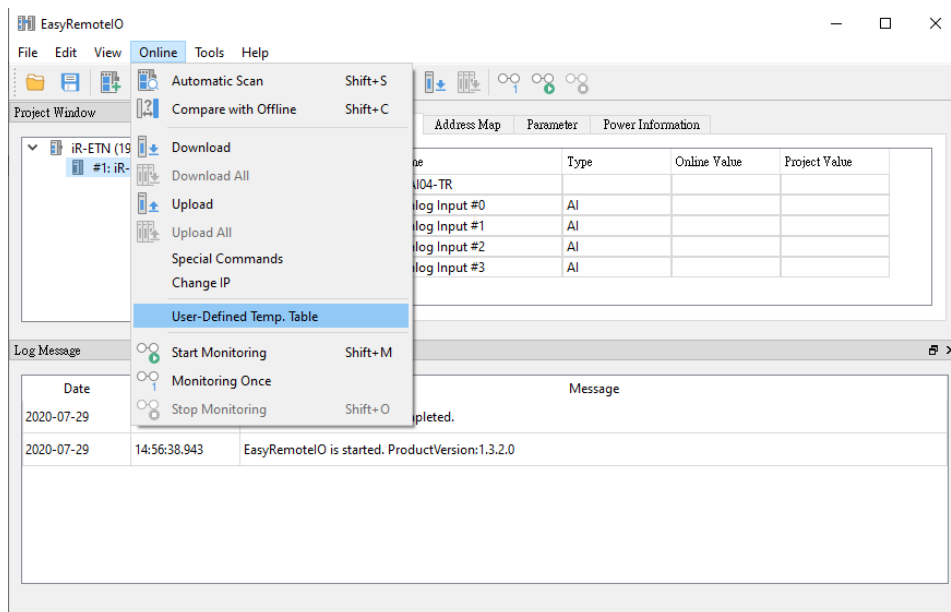 EasyRemoteIO
File Edit View Online Tools Help
Automatic Scan Shift+S
Compare with Offline Shift+C
Download
Download All
Upload
Upload All
Special Commands
Change IP
User-Defined Temp. Table
Start Monitoring Shift+M
Monitoring Once
Stop Monitoring Shift+O
Project Window
iR-ETN (19
#1: iR-
Address Map Parameter Power Information
Type Online Value Project Value
AI04-TR
alog Input #0 AI
alog Input #1 AI
alog Input #2 AI
alog Input #3 AI
Log Message
Date Message
2020-07-29 pleted.
2020-07-29 14:56:38.943 EasyRemoteIO is started. ProductVersion:1.3.2.0